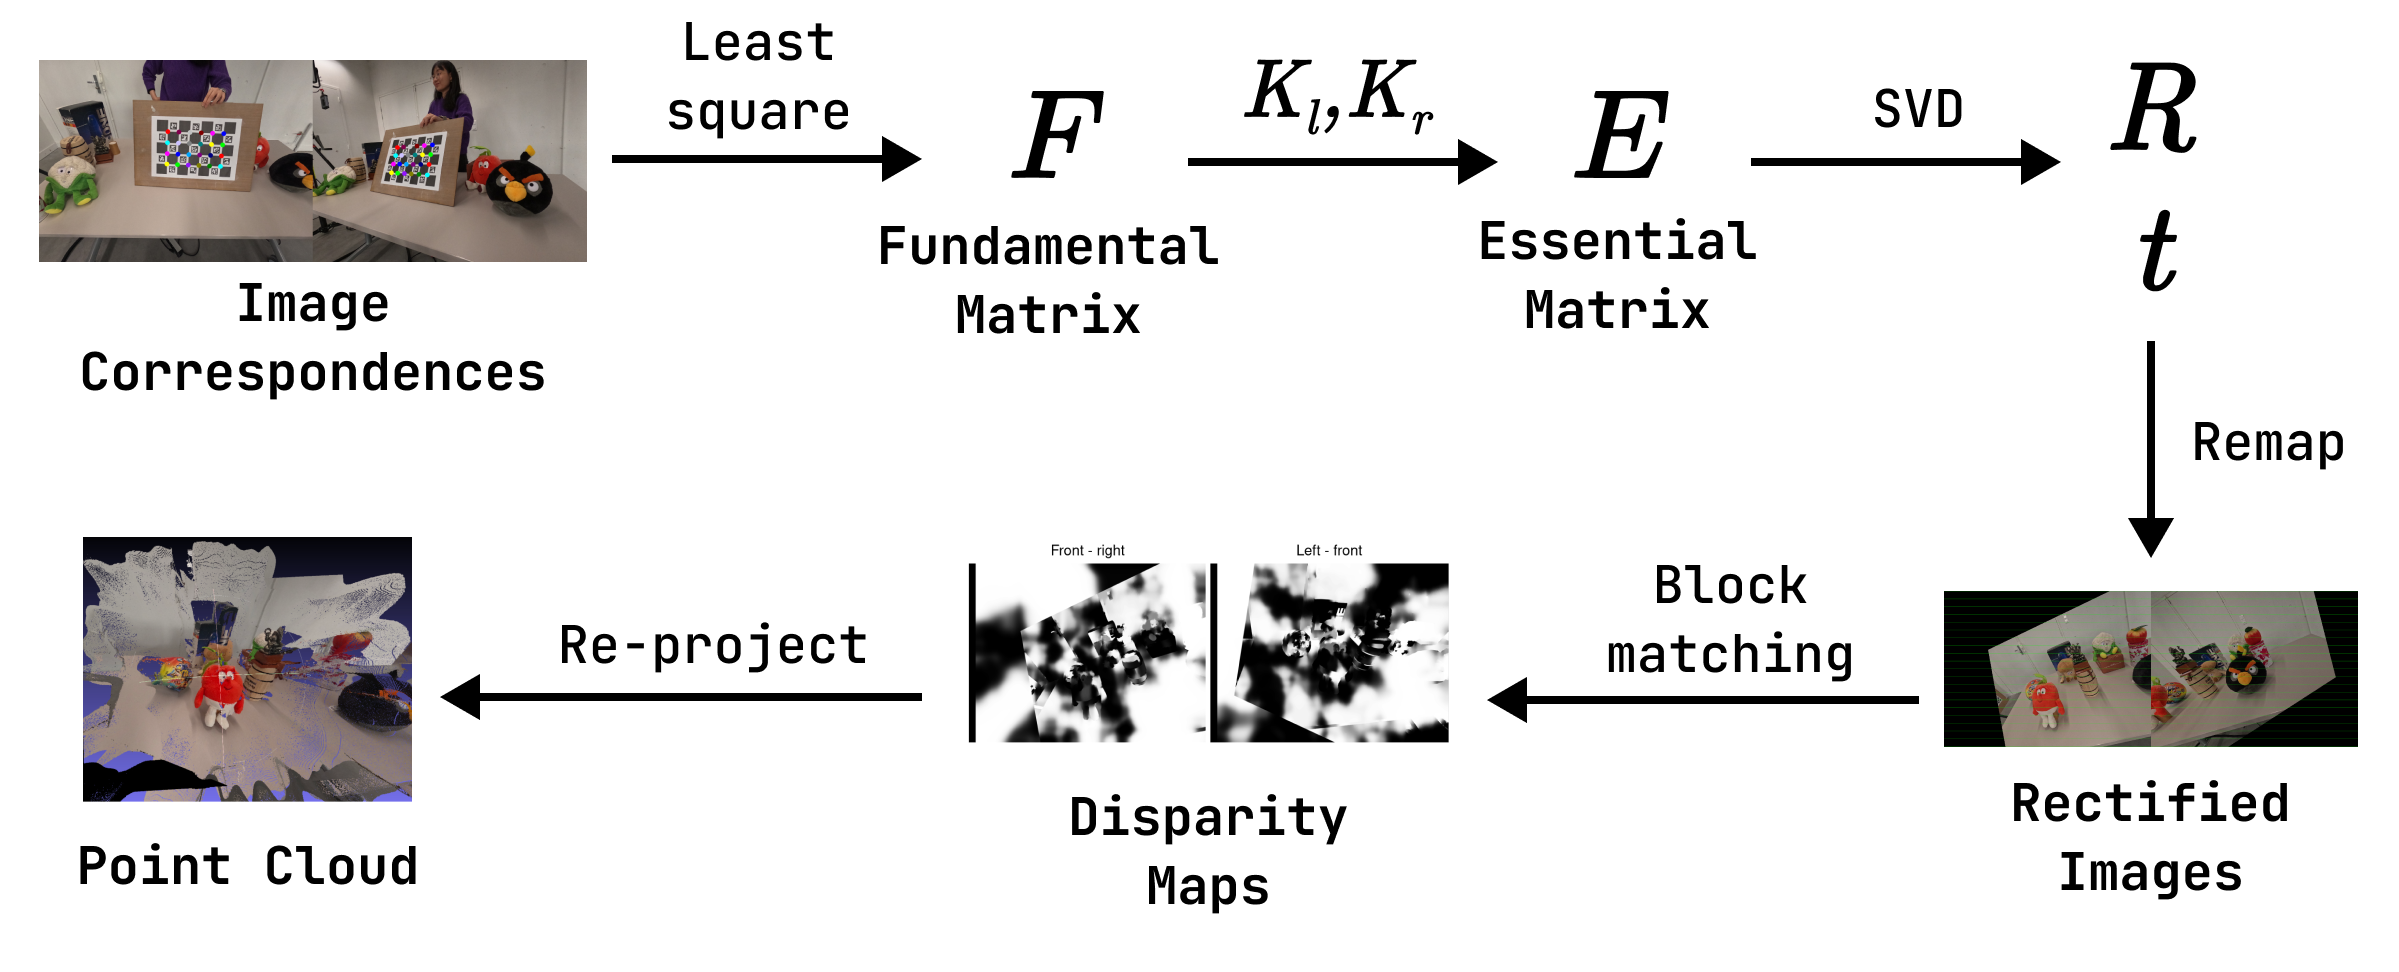 Least
square
F
K_l, K_r
E
SVD
R
t
Fundamental
Matrix
Essential
Matrix
Image
Correspondences
Remap
Front - right
Left - front
Block
matching
Re-project
Rectified
Images
Disparity
Maps
Point Cloud